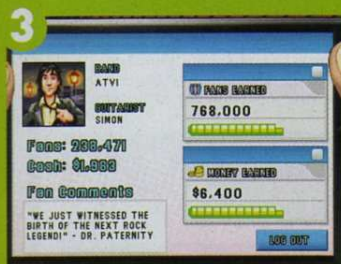 3
BAND
ATVI
GUITARIST
SIMON
Fans: 238,471
Cash: $1,963
Fan Comments
"WE JUST WITNESSED THE
BIRTH OF THE NEXT ROCK
LEGEND!" - DR. PATERNITY
FANS EARNED
768,000
MONEY EARNED
$6,400
LOG OUT